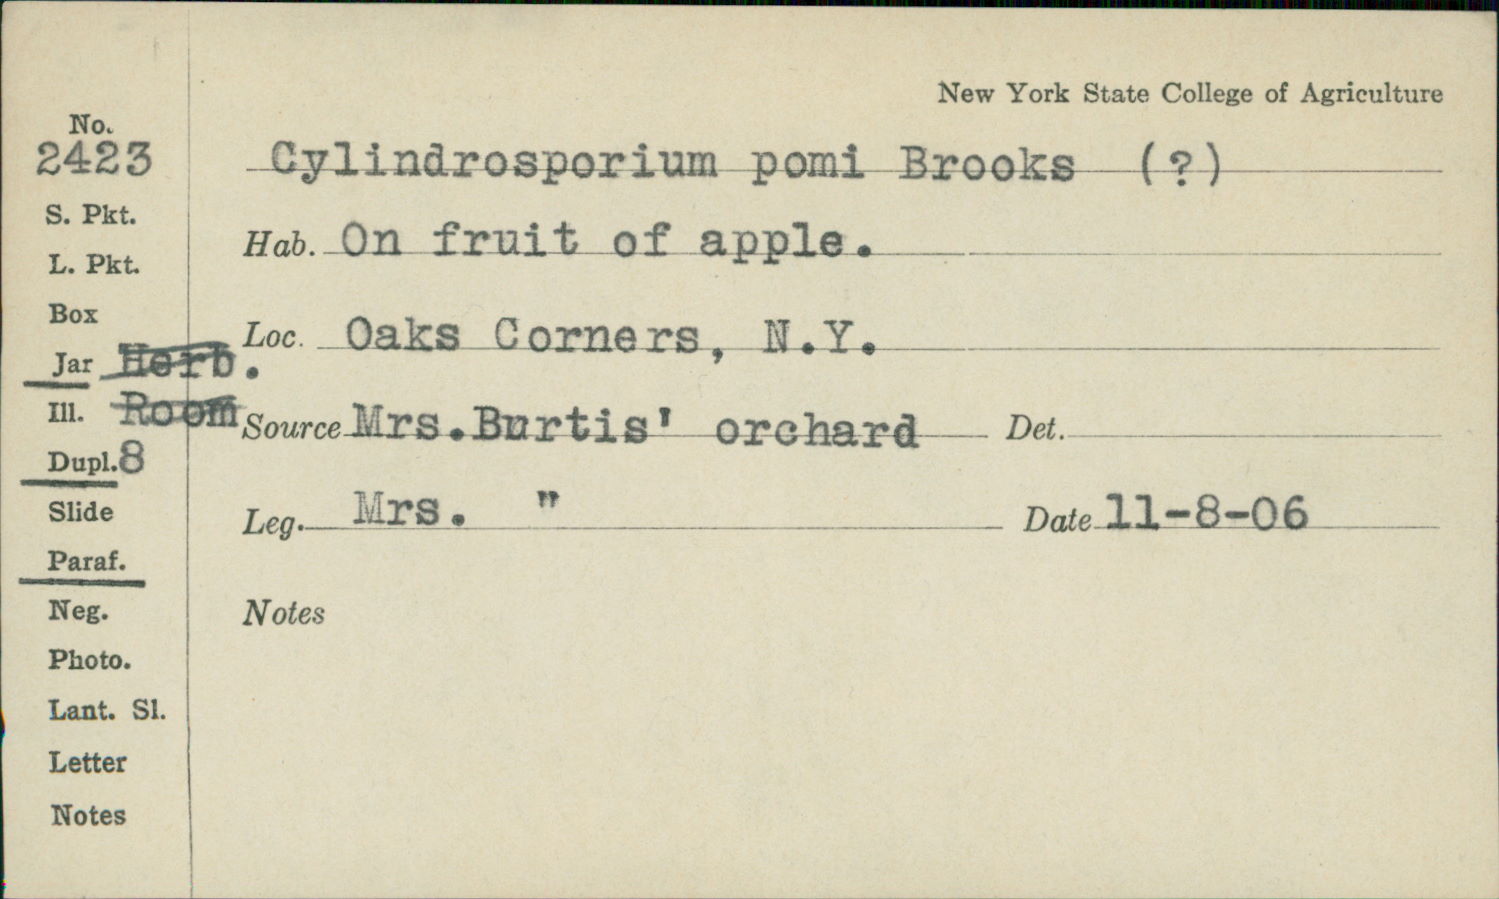 New York State College of Agriculture
No.
2423
Cylindrosporium pomi Brooks (?)
S. Pkt.
Hab. On fruit of apple.
L. Pkt.
Box
Loc. Oaks Corners, N.Y.
Jar Herb.
Ill. Room
Source Mrs.Burtis' orchard Det.
Dupl.8
Slide
Leg. Mrs. " Date 11-8-06
Paraf.
Neg.
Notes
Photo.
Lant. Sl.
Letter
Notes